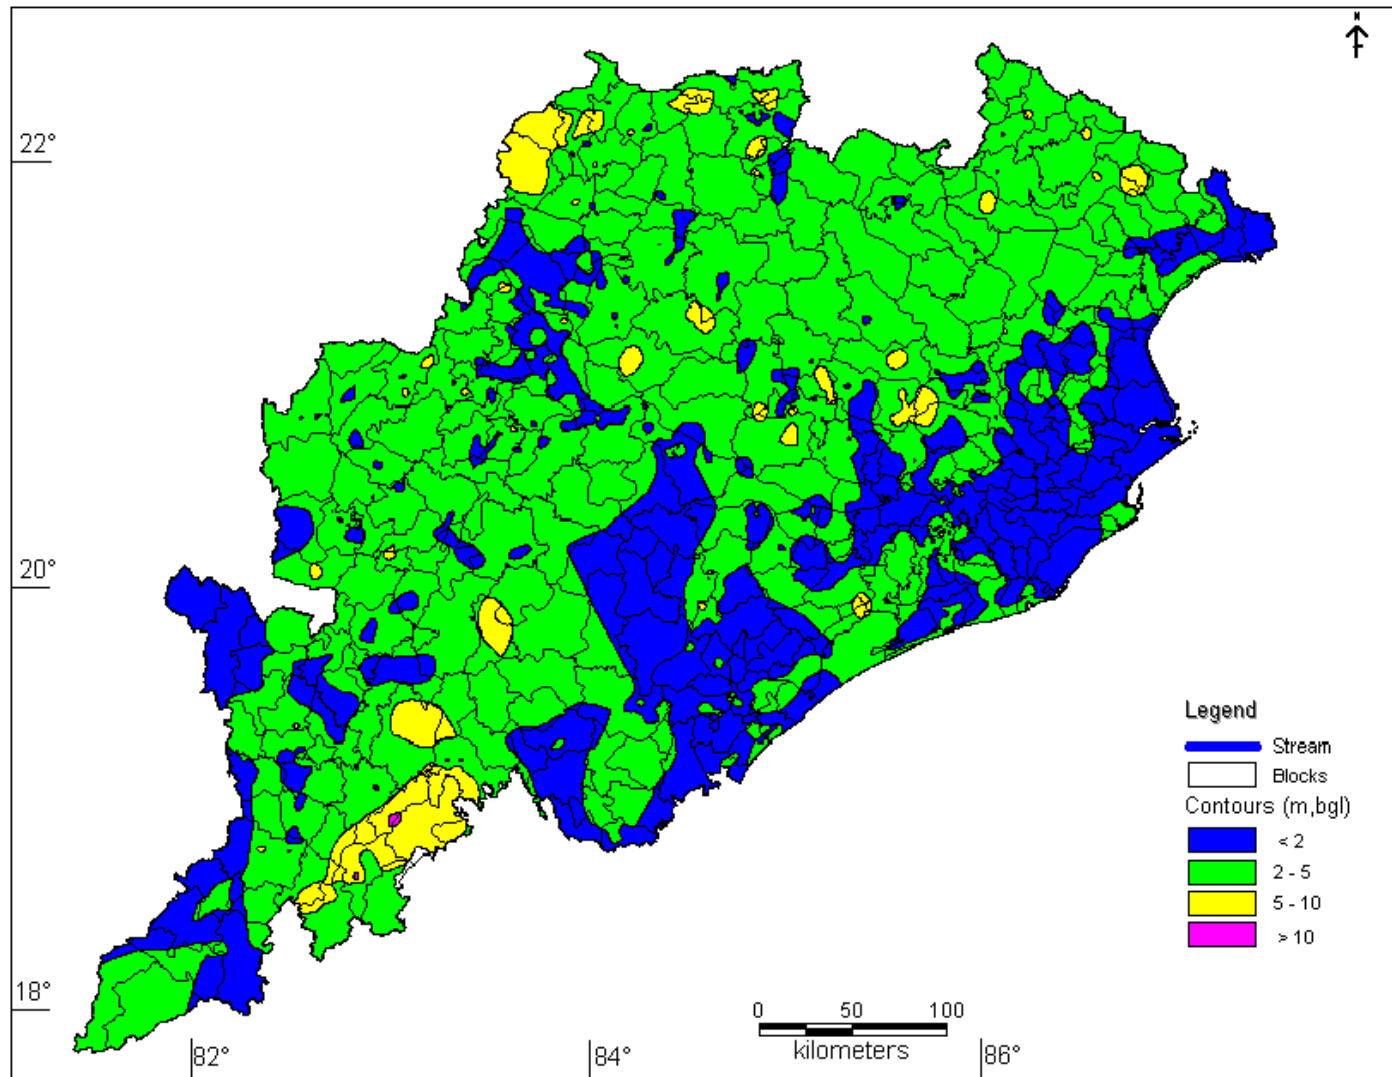 N
22°
20°
18°
82°
84°
86°
0 50 100
kilometers
Legend
Stream
Blocks
Contours (m,bgl)
< 2
2 - 5
5 - 10
> 10